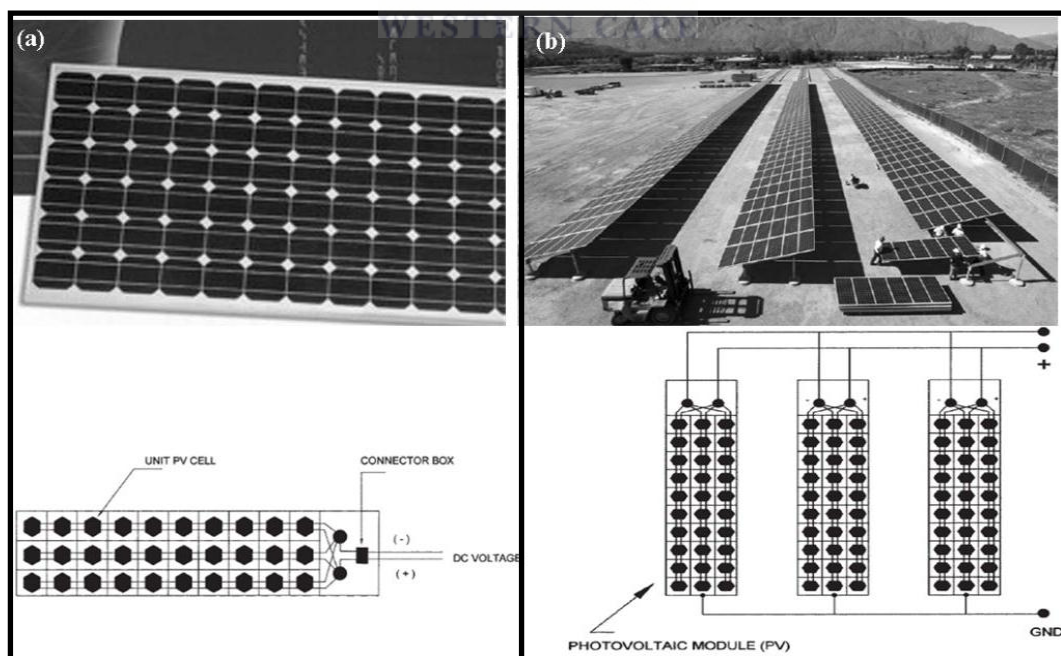 WESTERN CAPE
(a)
(b)
UNIT PV CELL
CONNECTOR BOX
(-)
(+)
DC VOLTAGE
+
- +
- +
PHOTOVOLTAIC MODULE (PV)
GND